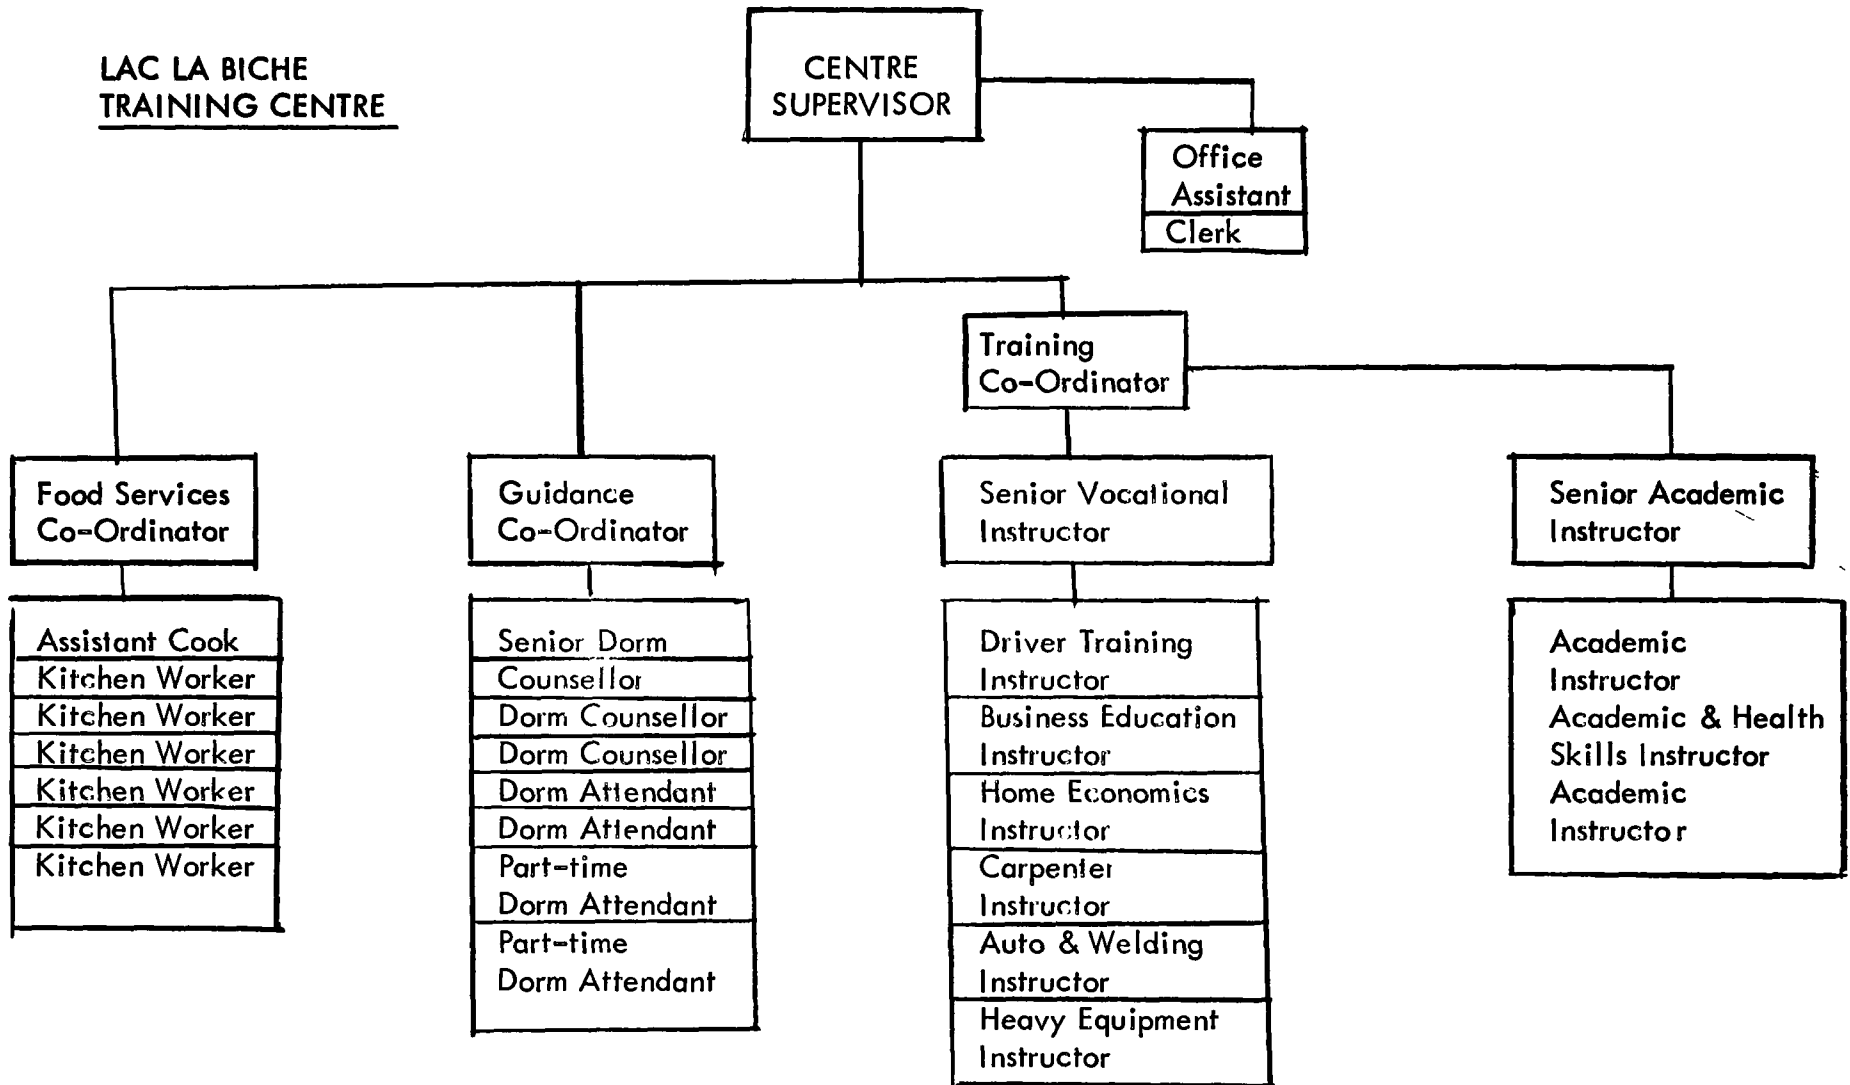 LAC LA BICHE
TRAINING CENTRE
CENTRE
SUPERVISOR
Office
Assistant
Clerk
Training
Co-Ordinator
Food Services
Co-Ordinator
Guidance
Co-Ordinator
Senior Vocational
Instructor
Senior Academic
Instructor
Assistant Cook
Kitchen Worker
Kitchen Worker
Kitchen Worker
Kitchen Worker
Kitchen Worker
Kitchen Worker
Senior Dorm
Counsellor
Dorm Counsellor
Dorm Counsellor
Dorm Attendant
Dorm Attendant
Part-time
Dorm Attendant
Part-time
Dorm Attendant
Driver Training
Instructor
Business Education
Instructor
Home Economics
Instructor
Carpenter
Instructor
Auto & Welding
Instructor
Heavy Equipment
Instructor
Academic
Instructor
Academic & Health
Skills Instructor
Academic
Instructor